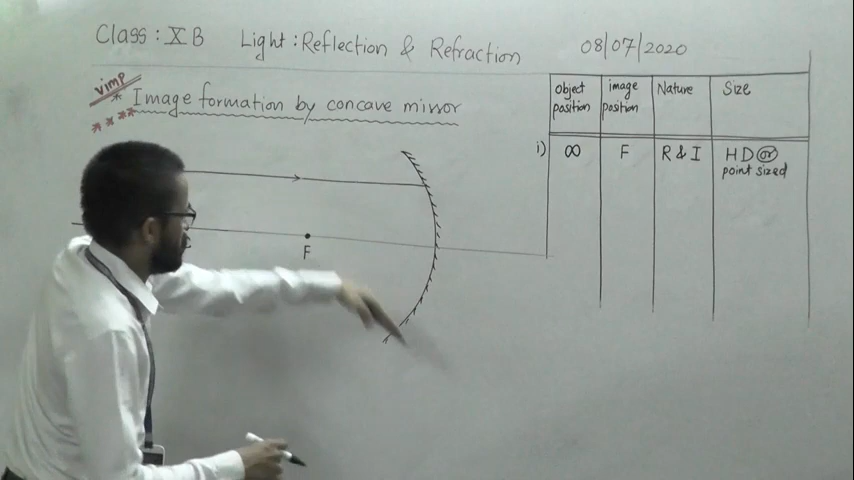 Class : X B Light : Reflection & Refraction 08/07/2020
vimp
* Image formation by concave mirror
* * * *
object position
image position
Nature
Size
i) ∞ F R & I H D or point sized
F